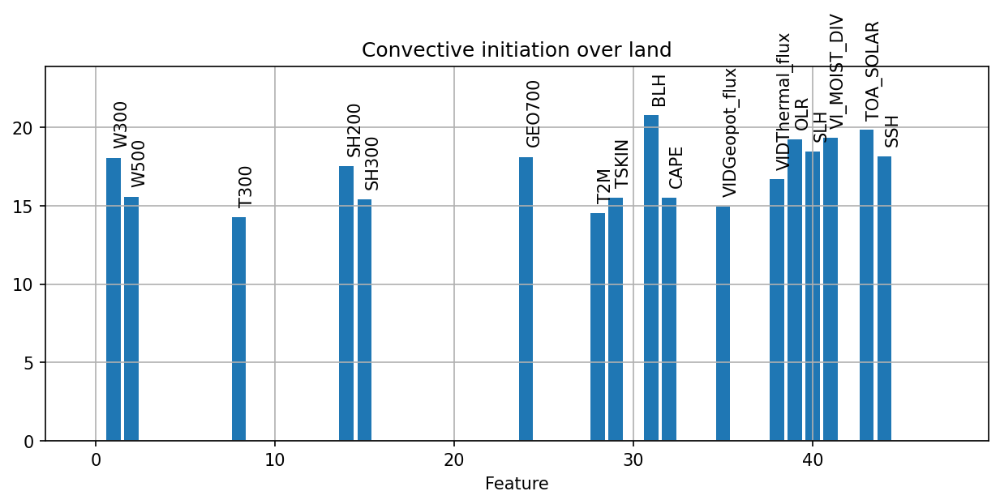 Convective initiation over land
W300
W500
T300
SH200
SH300
GEO700
T2M
TSKIN
BLH
CAPE
VIDGeopot_flux
VIDThermal_flux
OLR
SLH
VI_MOIST_DIV
TOA_SOLAR
SSH
20
15
10
5
0
0 10 20 30 40
Feature